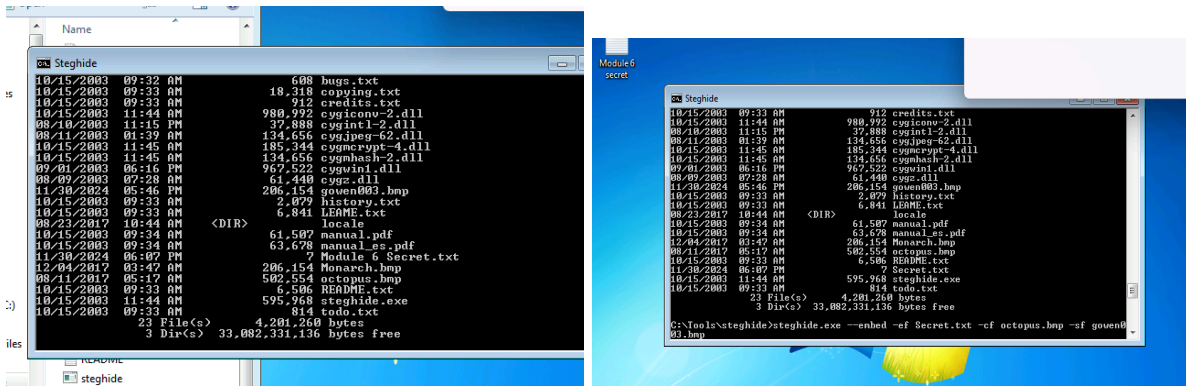 Name
Steghide
10/15/2003 09:32 AM 608 bugs.txt
10/15/2003 09:33 AM 18,318 copying.txt
10/15/2003 09:33 AM 912 credits.txt
10/15/2003 11:44 AM 980,992 cygiconv-2.dll
08/10/2003 11:15 PM 37,888 cygintl-2.dll
08/11/2003 01:39 AM 134,656 cygjpeg-62.dll
10/15/2003 11:45 AM 185,344 cygmcrypt-4.dll
10/15/2003 11:45 AM 134,656 cygmhash-2.dll
09/01/2003 06:16 PM 967,522 cygwin1.dll
08/09/2003 07:28 AM 61,440 cygz.dll
11/30/2024 05:46 PM 206,154 gowen003.bmp
10/15/2003 09:33 AM 2,079 history.txt
10/15/2003 09:33 AM 6,841 LEAME.txt
08/23/2017 10:44 AM <DIR> locale
10/15/2003 09:34 AM 61,507 manual.pdf
10/15/2003 09:34 AM 63,678 manual_es.pdf
11/30/2024 06:07 PM 7 Module 6 Secret.txt
12/04/2017 03:47 AM 206,154 Monarch.bmp
08/11/2017 05:17 AM 502,554 octopus.bmp
10/15/2003 09:33 AM 6,506 README.txt
10/15/2003 11:44 AM 595,968 steghide.exe
10/15/2003 09:33 AM 814 todo.txt
23 File(s) 4,201,260 bytes
3 Dir(s) 33,082,331,136 bytes free
README
steghide
Module 6
secret
Steghide
10/15/2003 09:33 AM 912 credits.txt
10/15/2003 11:44 AM 980,992 cygiconv-2.dll
08/10/2003 11:15 PM 37,888 cygintl-2.dll
08/11/2003 01:39 AM 134,656 cygjpeg-62.dll
10/15/2003 11:45 AM 185,344 cygmcrypt-4.dll
10/15/2003 11:45 AM 134,656 cygmhash-2.dll
09/01/2003 06:16 PM 967,522 cygwin1.dll
08/09/2003 07:28 AM 61,440 cygz.dll
11/30/2024 05:46 PM 206,154 gowen003.bmp
10/15/2003 09:33 AM 2,079 history.txt
10/15/2003 09:33 AM 6,841 LEAME.txt
08/23/2017 10:44 AM <DIR> locale
10/15/2003 09:34 AM 61,507 manual.pdf
10/15/2003 09:34 AM 63,678 manual_es.pdf
12/04/2017 03:47 AM 206,154 Monarch.bmp
08/11/2017 05:17 AM 502,554 octopus.bmp
10/15/2003 09:33 AM 6,506 README.txt
11/30/2024 06:07 PM 7 Secret.txt
10/15/2003 11:44 AM 595,968 steghide.exe
10/15/2003 09:33 AM 814 todo.txt
23 File(s) 4,201,260 bytes
3 Dir(s) 33,082,331,136 bytes free
C:\Tools\steghide>steghide.exe --embed -ef Secret.txt -cf octopus.bmp -sf gowen0
03.bmp